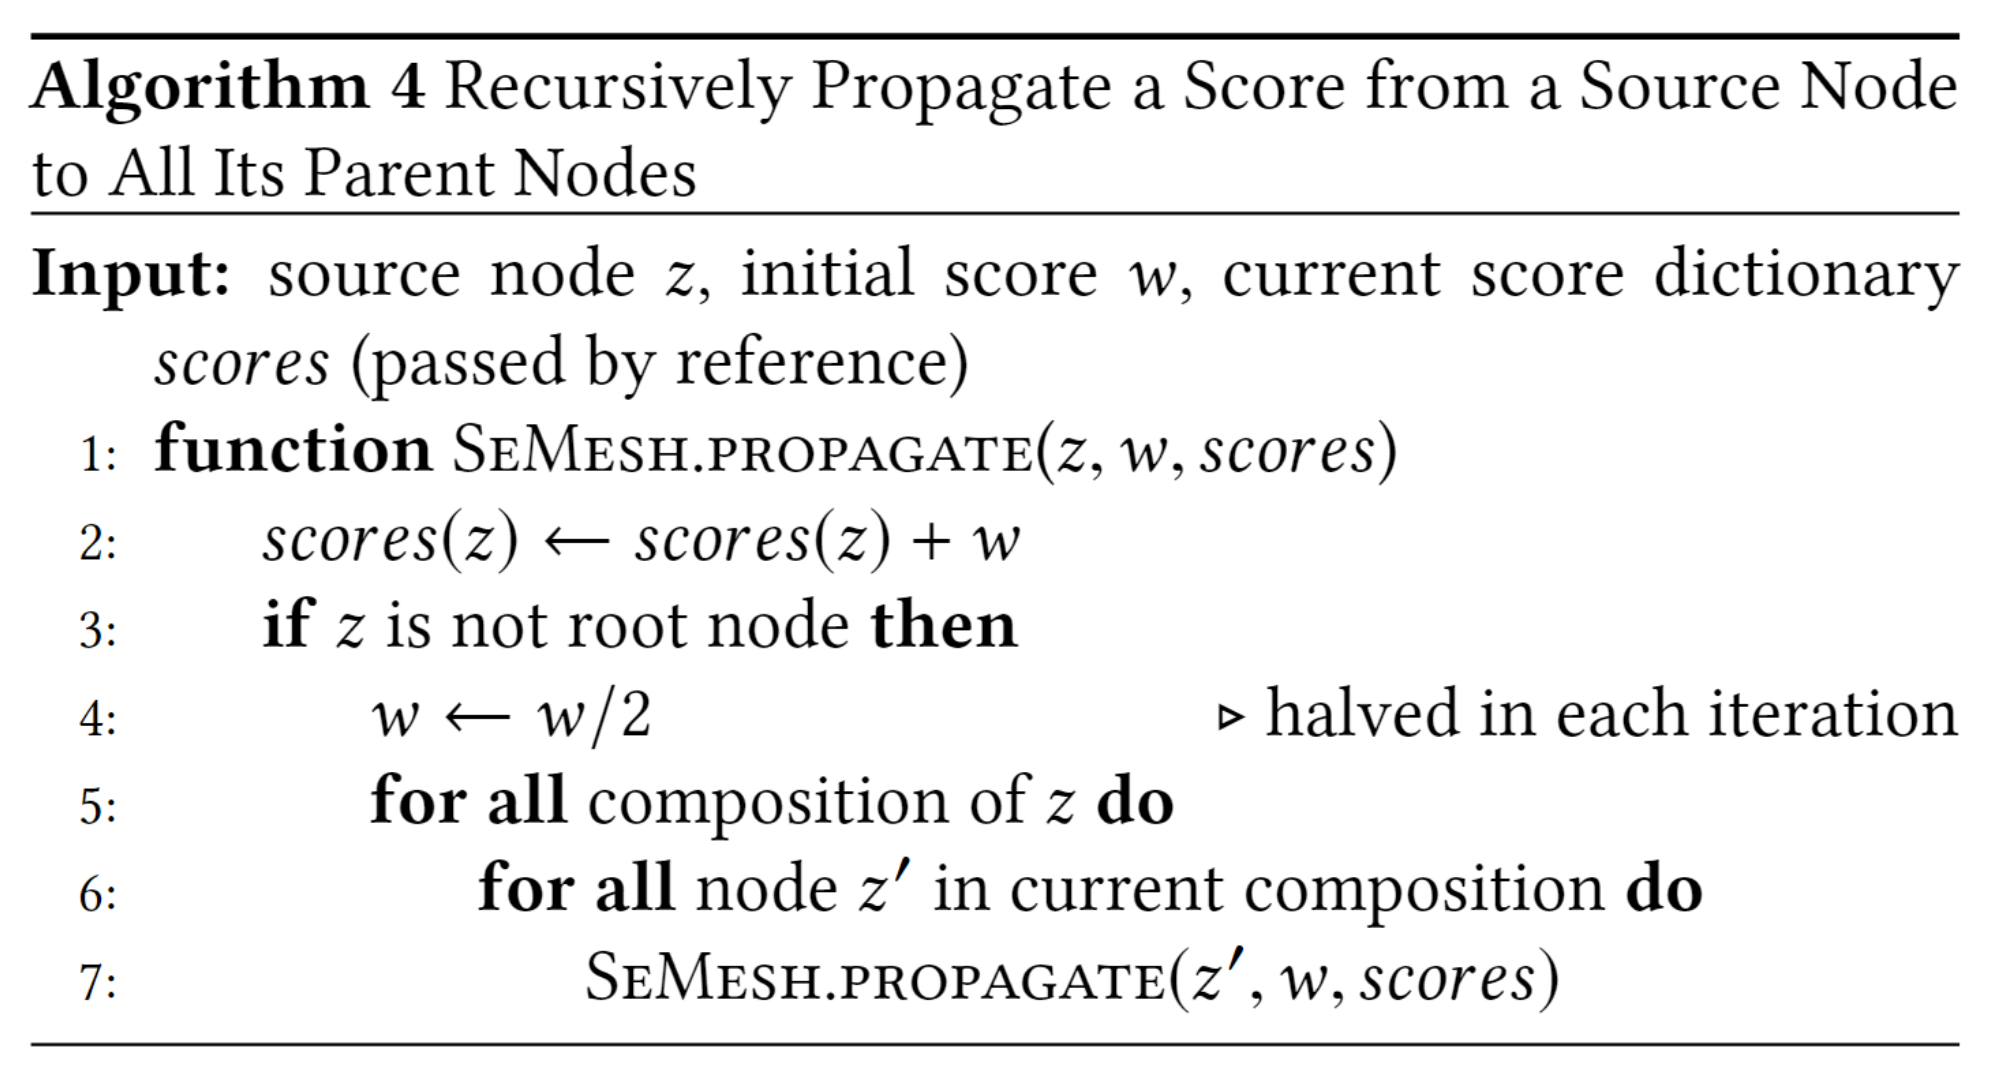 Algorithm 4 Recursively Propagate a Score from a Source Node
to All Its Parent Nodes
Input: source node z, initial score w, current score dictionary
scores (passed by reference)
1: function SEMESH.PROPAGATE(z, w, scores)
2: scores(z) ← scores(z) + w
3: if z is not root node then
4: w ← w/2 ▷ halved in each iteration
5: for all composition of z do
6: for all node z′ in current composition do
7: SEMESH.PROPAGATE(z′, w, scores)